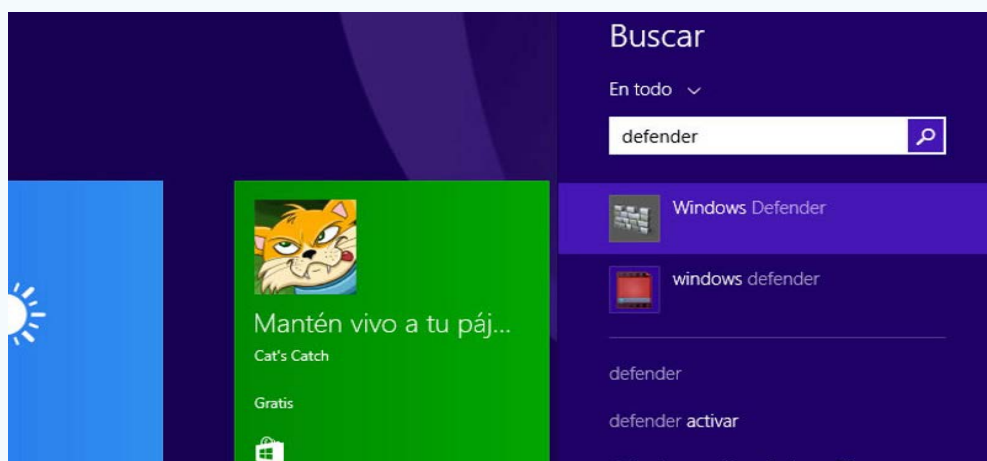 Buscar
En todo
defender
Windows Defender
windows defender
defender
defender activar
Mantén vivo a tu páj...
Cat's Catch
Gratis